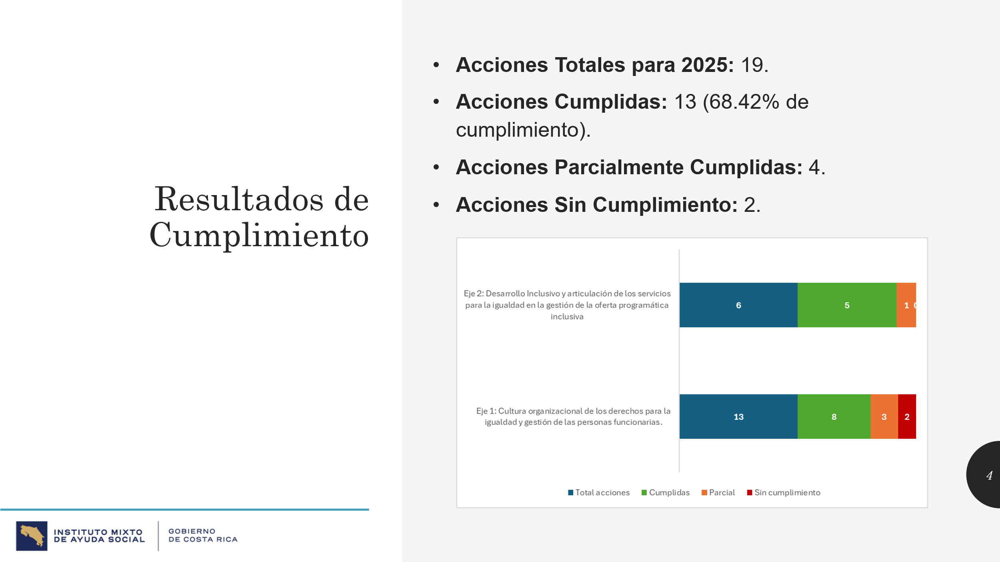 Resultados de
Cumplimiento
• Acciones Totales para 2025: 19.
• Acciones Cumplidas: 13 (68.42% de
cumplimiento).
• Acciones Parcialmente Cumplidas: 4.
• Acciones Sin Cumplimiento: 2.
Eje 2: Desarrollo Inclusivo y articulación de los servicios
para la igualdad en la gestión de la oferta programática
inclusiva
6 5 1 0
Eje 1: Cultura organizacional de los derechos para la
igualdad y gestión de las personas funcionarias.
13 8 3 2
Total acciones Cumplidas Parcial Sin cumplimiento
4
INSTITUTO MIXTO
DE AYUDA SOCIAL
GOBIERNO
DE COSTA RICA